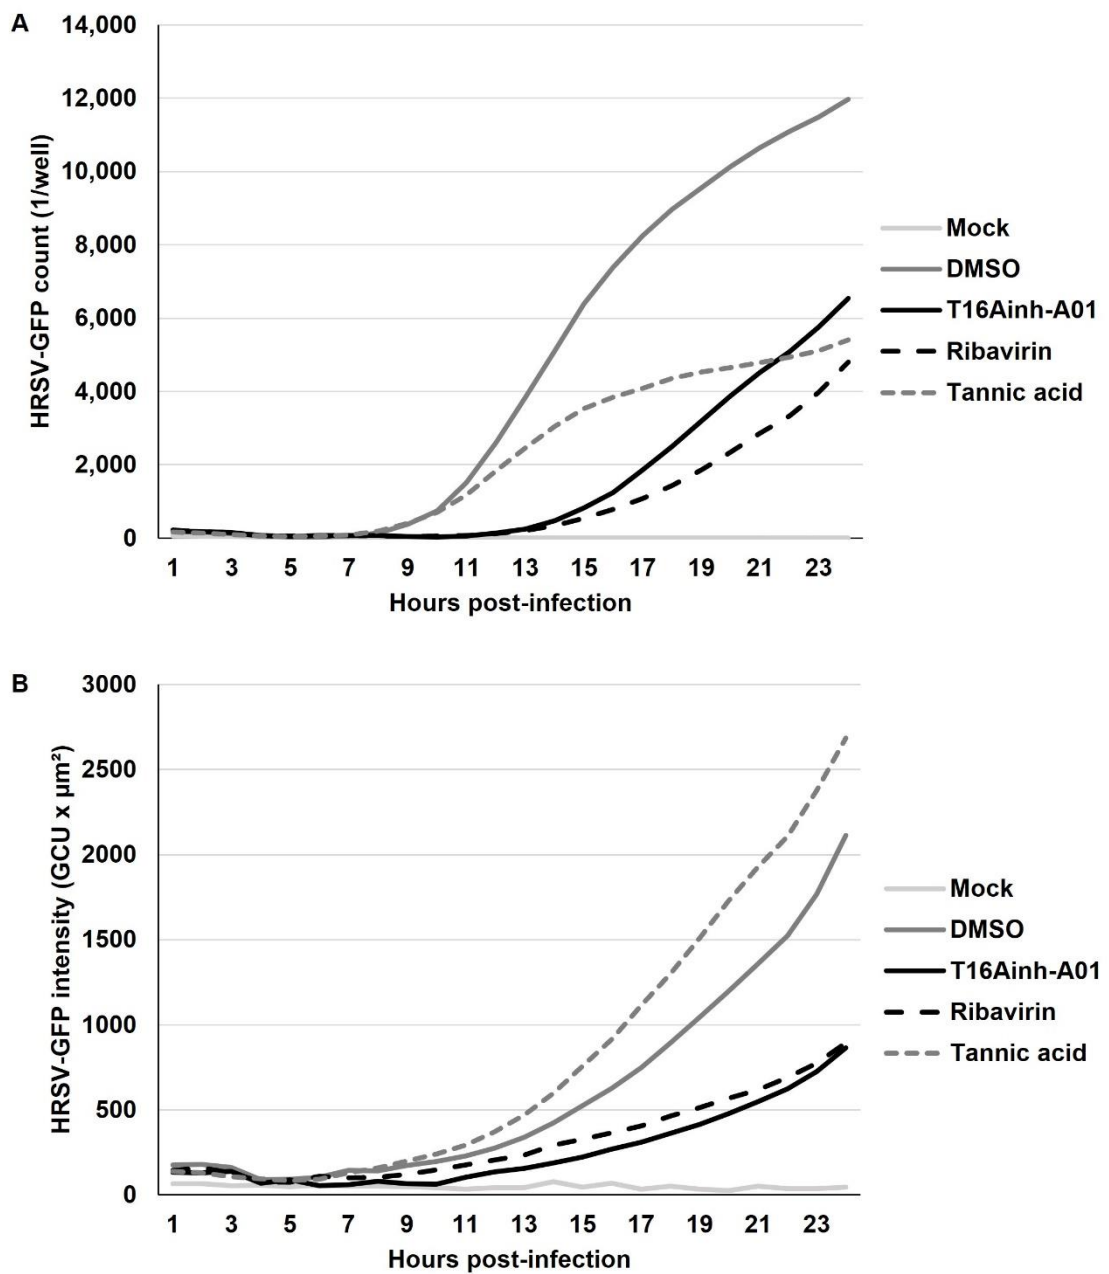 A
14,000
12,000
10,000
8,000
6,000
4,000
2,000
0
HRSV-GFP count (1/well)
1 3 5 7 9 11 13 15 17 19 21 23
Hours post-infection
Mock
DMSO
T16Ainh-A01
Ribavirin
Tannic acid
B
3000
2500
2000
1500
1000
500
0
HRSV-GFP intensity (GCU x µm²)
1 3 5 7 9 11 13 15 17 19 21 23
Hours post-infection
Mock
DMSO
T16Ainh-A01
Ribavirin
Tannic acid